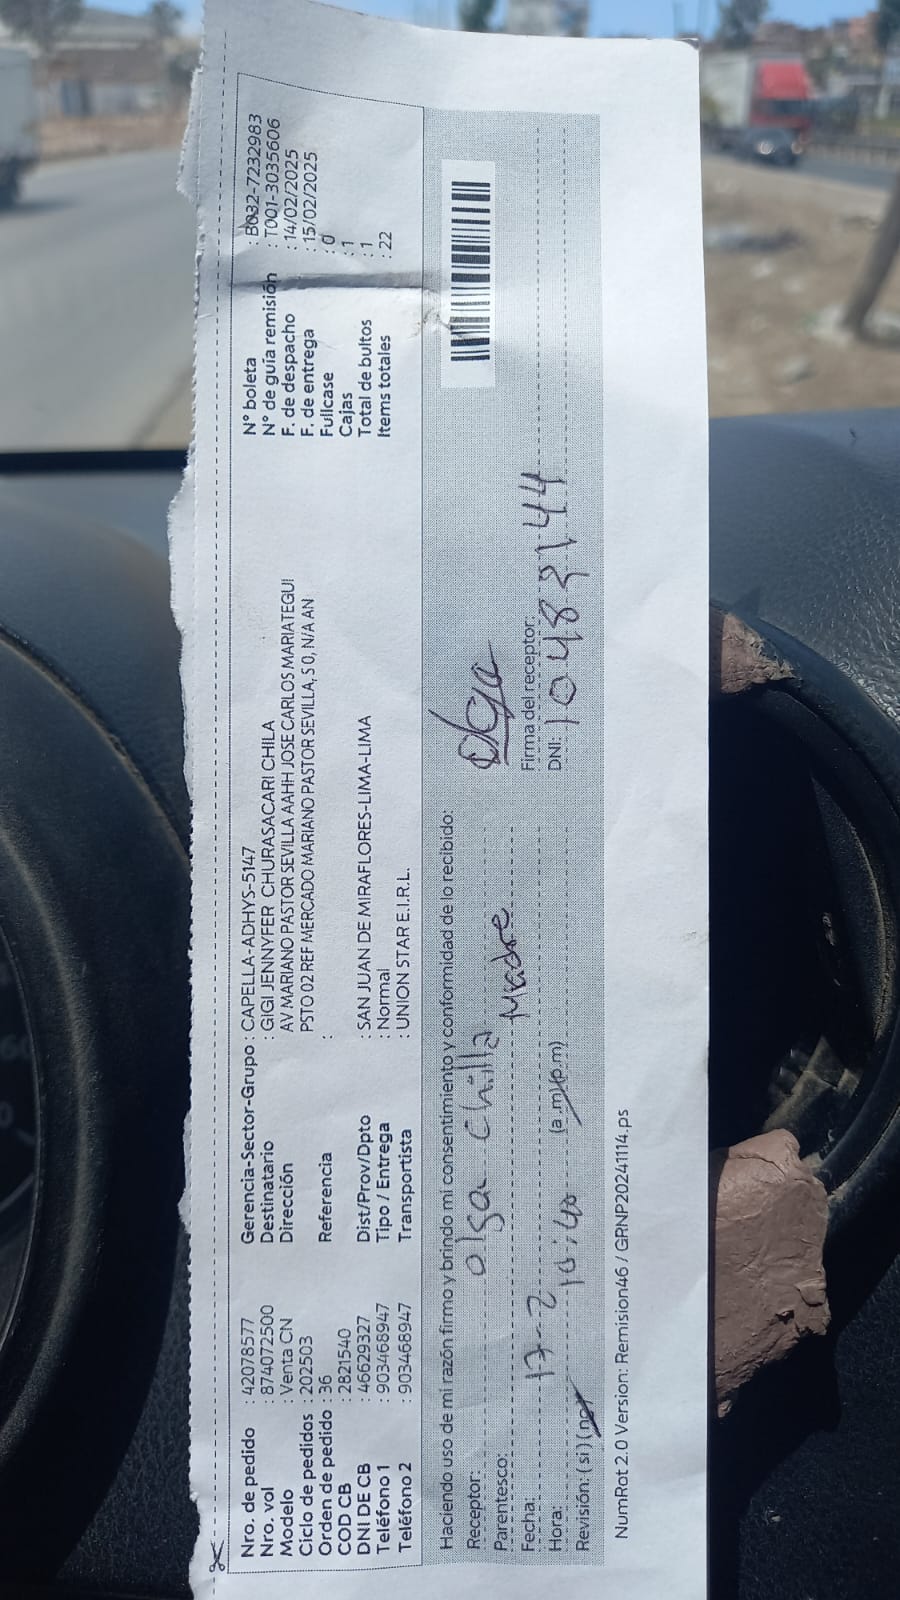 Nro. de pedido : 42078577
Nro. vol : 874072500
Modelo : Venta CN
Ciclo de pedidos : 202503
Orden de pedido : 36
COD CB : 2821540
DNI DE CB : 46629327
Teléfono 1 : 903468947
Teléfono 2 : 903468947
Gerencia-Sector-Grupo : CAPELLA-ADHYS-5147
Destinatario : GIGI JENNYFER CHURASACARI CHILA
Dirección AV MARIANO PASTOR SEVILLA AAHH JOSE CARLOS MARIATEGUI
PSTO 02 REF MERCADO MARIANO PASTOR SEVILLA, S 0, N/A AN
Referencia :
Dist/Prov/Dpto : SAN JUAN DE MIRAFLORES-LIMA-LIMA
Tipo / Entrega : Normal
Transportista : UNION STAR E.I.R.L.
N° boleta : B032-7232983
N° de guía remisión : T001-3035606
F. de despacho : 14/02/2025
F. de entrega : 15/02/2025
Fullcase : 0
Cajas : 1
Total de bultos : 1
Items totales : 22
Haciendo uso de mi razón firmo y brindo mi consentimiento y conformidad de lo recibido:
Receptor: Olga Chilla
Parentesco: Madre
Fecha: 17-2
Hora: 10:40 (a.m)(p.m)
Revisión: (si) (no)
Olga
Firma del receptor:
DNI: 10483144
NumRot 2.0 Version: Remision46 / GRNP20241114.ps